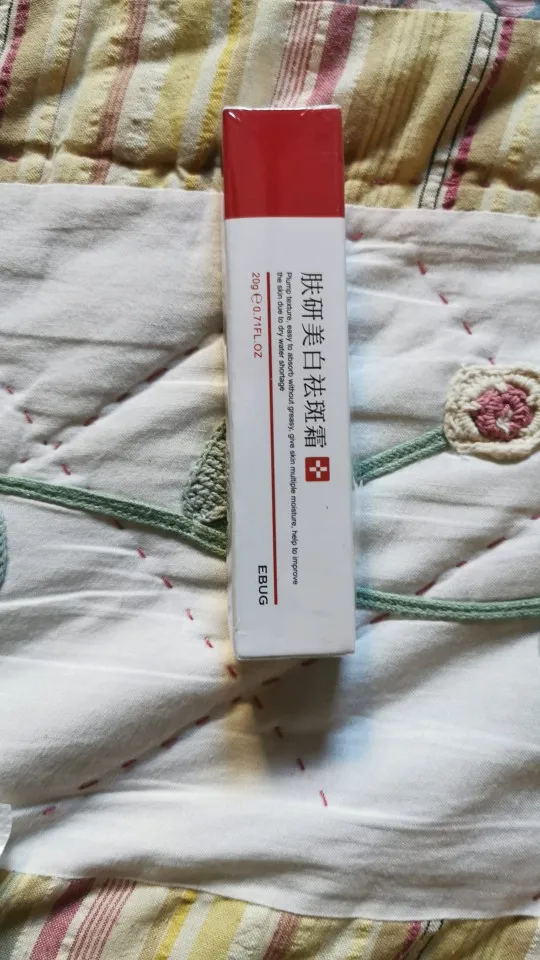 肤研美白祛斑霜
Plump texture, easy to absorb without greasy, give skin multiple moisture, help to improve
the skin due to dry water shortage
20g ℮ 0.71FL.OZ
EBUG